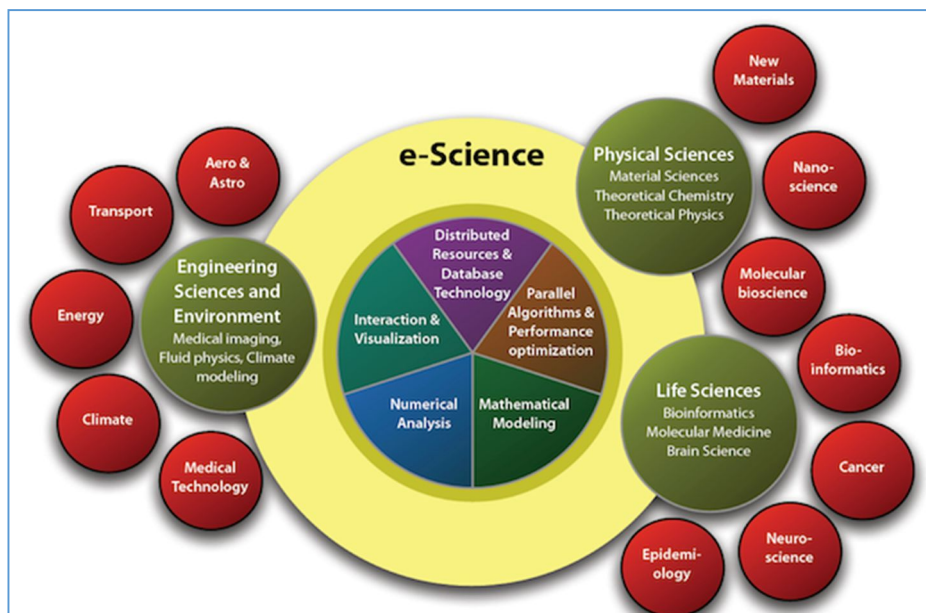 e-Science
Distributed
Resources &
Database
Technology
Parallel
Algorithms &
Performance
optimization
Mathematical
Modeling
Numerical
Analysis
Interaction &
Visualization
Engineering
Sciences and
Environment
Medical imaging,
Fluid physics, Climate
modeling
Aero &
Astro
Transport
Energy
Climate
Medical
Technology
Physical Sciences
Material Sciences
Theoretical Chemistry
Theoretical Physics
New
Materials
Nano-
science
Molecular
bioscience
Life Sciences
Bioinformatics
Molecular Medicine
Brain Science
Bio-
informatics
Cancer
Neuro-
science
Epidemi-
ology